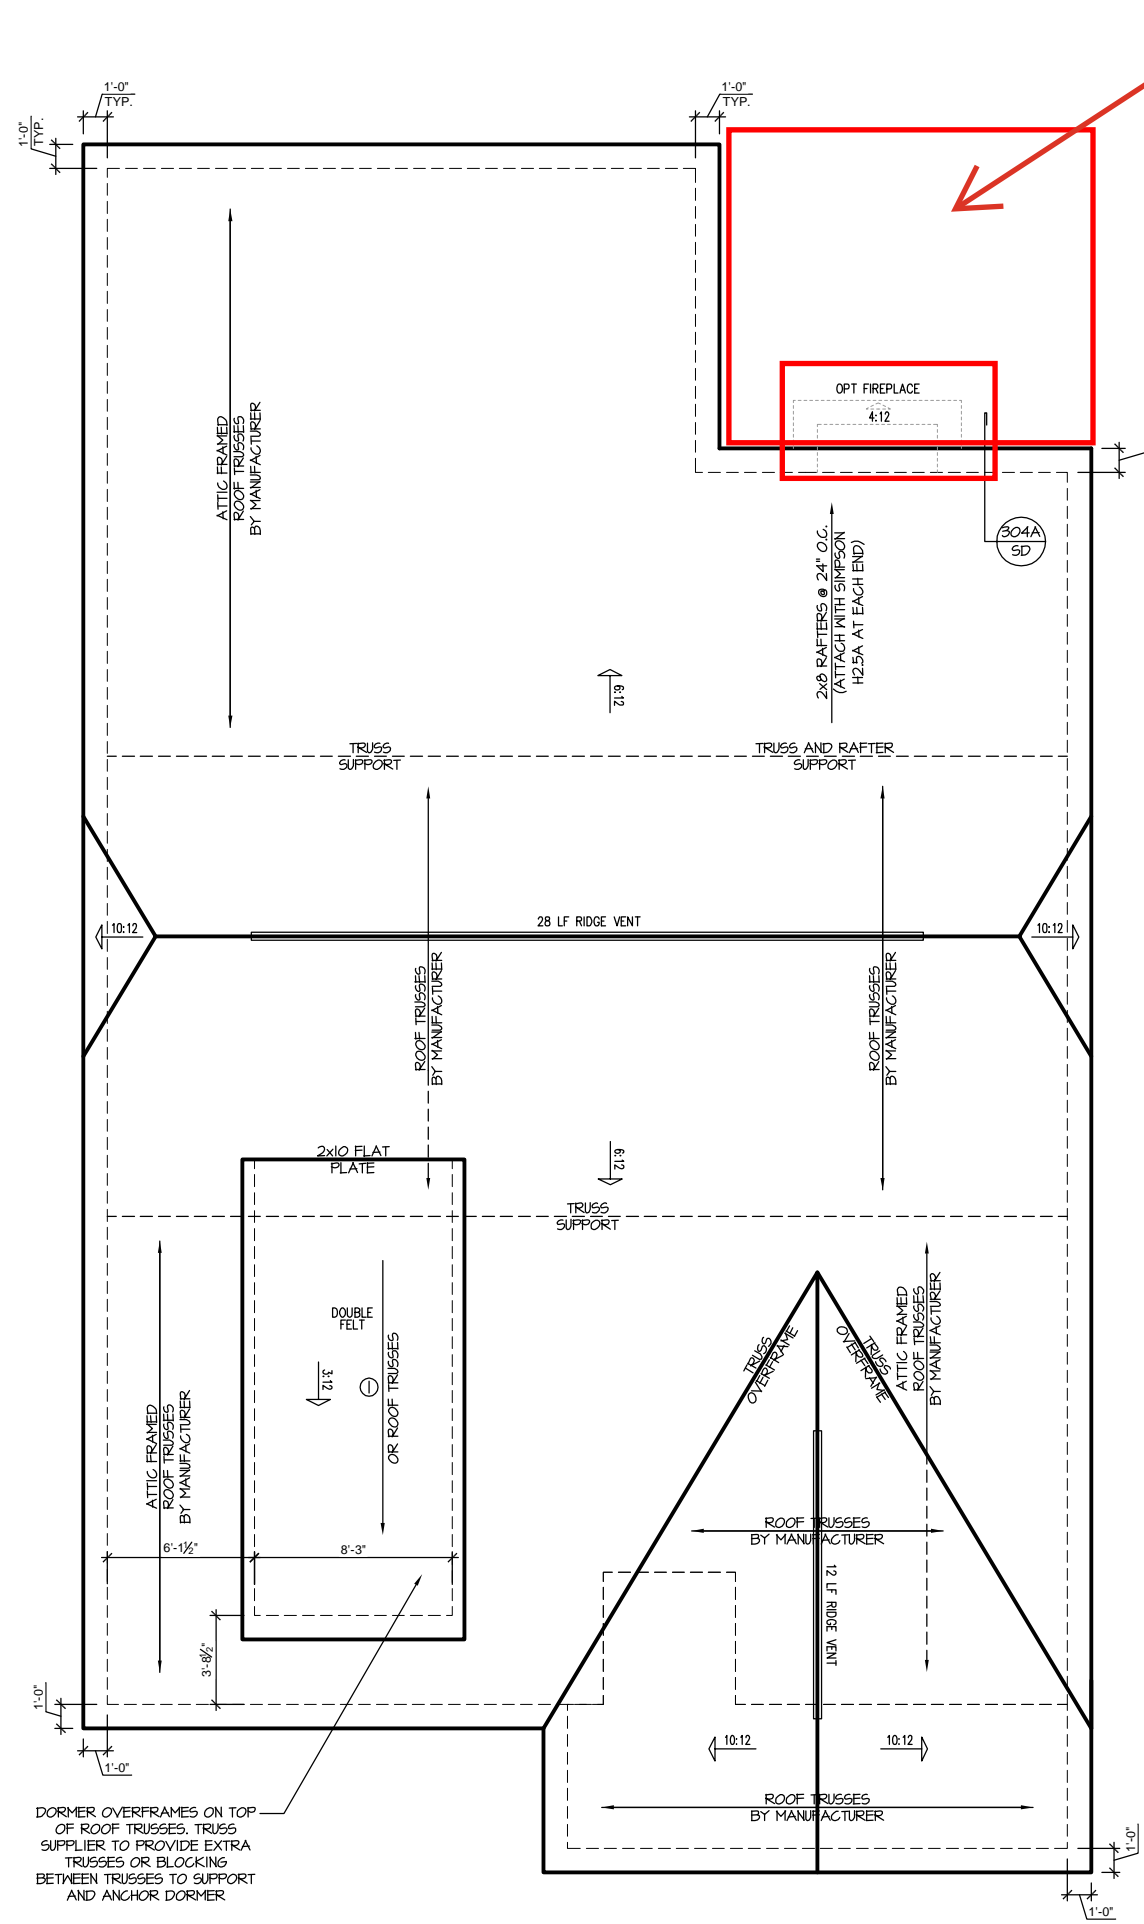 1'-0"
TYP.
1'-0"
TYP.
1'-0"
TYP.
OPT FIREPLACE
4:12
304A
SD
ATTIC FRAMED
ROOF TRUSSES
BY MANUFACTURER
2x8 RAFTERS @ 24" O.C.
(ATTACH WITH SIMPSON
H2.5A AT EACH END)
6:12
TRUSS
SUPPORT
TRUSS AND RAFTER
SUPPORT
28 LF RIDGE VENT
10:12
10:12
ROOF TRUSSES
BY MANUFACTURER
ROOF TRUSSES
BY MANUFACTURER
2x10 FLAT
PLATE
6:12
TRUSS
SUPPORT
DOUBLE
FELT
3:12
1
OR ROOF TRUSSES
ATTIC FRAMED
ROOF TRUSSES
BY MANUFACTURER
TRUSS
OVERFRAME
TRUSS
OVERFRAME
ATTIC FRAMED
ROOF TRUSSES
BY MANUFACTURER
ROOF TRUSSES
BY MANUFACTURER
12 LF RIDGE VENT
6'-1½"
8'-3"
3'-8½"
1'-0"
1'-0"
10:12
10:12
ROOF TRUSSES
BY MANUFACTURER
DORMER OVERFRAMES ON TOP
OF ROOF TRUSSES. TRUSS
SUPPLIER TO PROVIDE EXTRA
TRUSSES OR BLOCKING
BETWEEN TRUSSES TO SUPPORT
AND ANCHOR DORMER
1'-0"
1'-0"